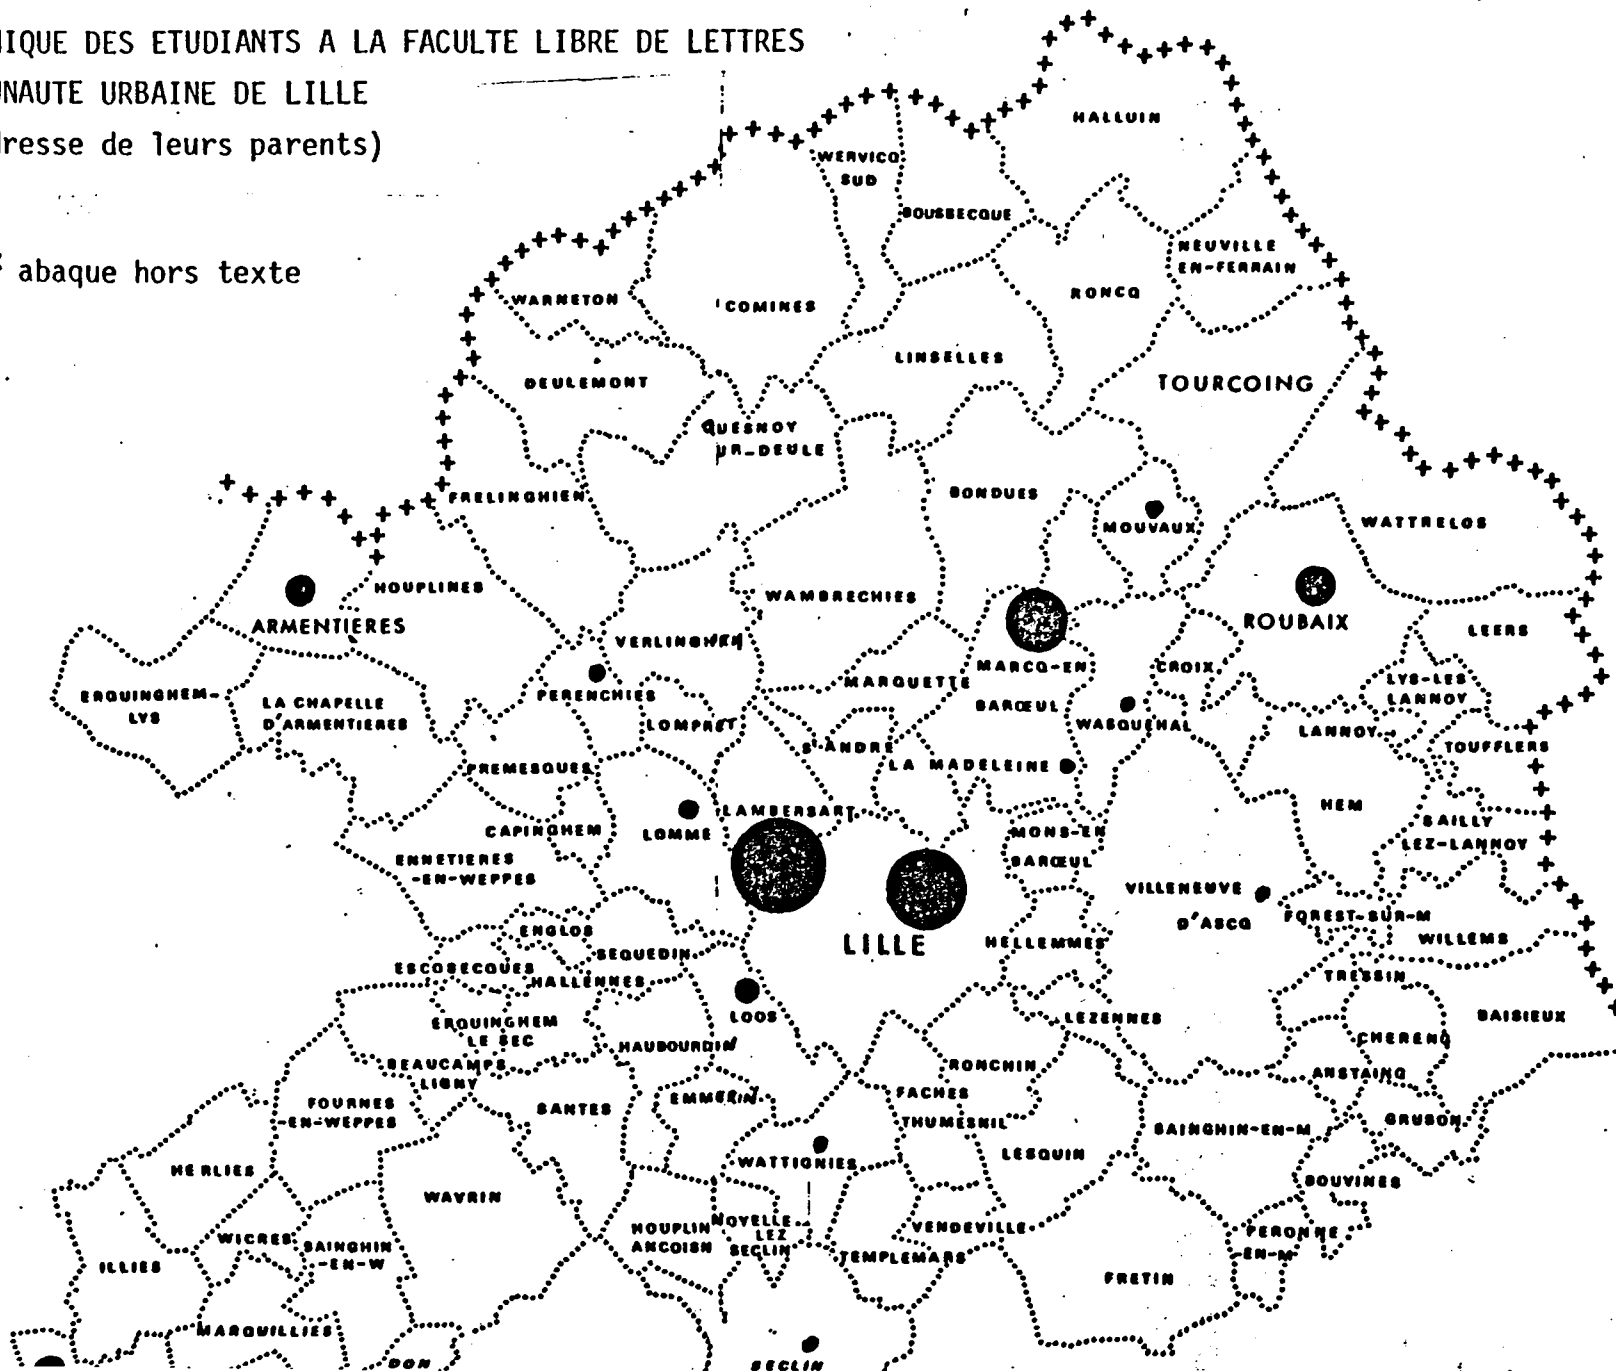 IQUE DES ETUDIANTS A LA FACULTE LIBRE DE LETTRES
NAUTE URBAINE DE LILLE
resse de leurs parents)
abaque hors texte
HALLUIN
WERVICQ
SUD
BOUSBECQUE
NEUVILLE
EN-FERRAIN
WARNETON
COMINES
RONCQ
LINSELLES
DEULEMONT
TOURCOING
QUESNOY
UR-DEULE
FRELINGHIEN
BONDUES
MOUVAUX
WATTRELOS
HOUPLINES
WAMBRECHIES
ARMENTIERES
ROUBAIX
LEERS
VERLINGHEN
MARCQ-EN
BARŒUL
CROIX
LYS-LES
LANNOY
ERQUINGHEM-
LYS
LA CHAPELLE
D'ARMENTIERES
PERENCHIES
MARQUETTE
LOMPRET
WASQUEHAL
LANNOY
TOUFFLERS
S^T ANDRE
LA MADELEINE
PREMESQUES
LAMBERSART
HEM
CAPINGHEM
LOMME
MONS-EN
BARŒUL
SAILLY
LEZ-LANNOY
ENNETIERES
-EN-WEPPES
VILLENEUVE
D'ASCQ
FOREST-SUR-M
ENGLOS
LILLE
HELLEMMES
WILLEMS
SEQUEDIN
ESCOBECQUES
HALLENNES
TRESSIN
LOOS
LEZENNES
BAISIEUX
ERQUINGHEM
LE SEC
HAUBOURDIN
CHERENG
BEAUCAMPS
LIGNY
RONCHIN
ANSTAING
FOURNES
-EN-WEPPES
SANTES
EMMERIN
FACHES
THUMESNIL
SAINGHIN-EN-M
GRUSON
HERLIES
WATTIGNIES
LESQUIN
BOUVINES
WAVRIN
HOUPLIN
ANCOISN
NOYELLE
LEZ
SECLIN
VENDEVILLE
PERONNE
-EN-M
WICRES
SAINGHIN
-EN-W
TEMPLEMARS
ILLIES
FRETIN
MARQUILLIES
DON
SECLIN